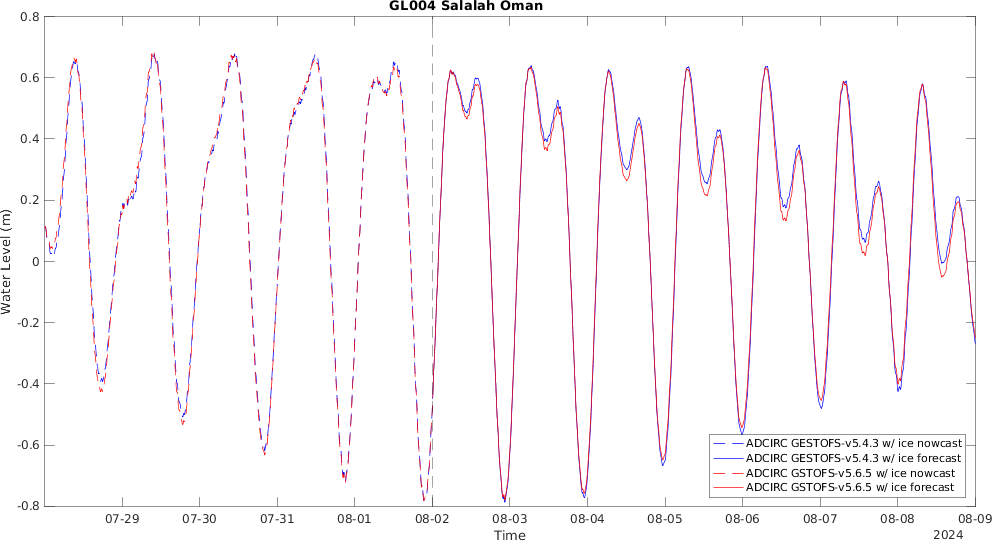 GL004 Salalah Oman
0.8
0.6
0.4
0.2
0
-0.2
-0.4
-0.6
-0.8
Water Level (m)
ADCIRC GESTOFS-v5.4.3 w/ ice nowcast
ADCIRC GESTOFS-v5.4.3 w/ ice forecast
ADCIRC GSTOFS-v5.6.5 w/ ice nowcast
ADCIRC GSTOFS-v5.6.5 w/ ice forecast
07-29 07-30 07-31 08-01 08-02 08-03 08-04 08-05 08-06 08-07 08-08 08-09
Time
2024